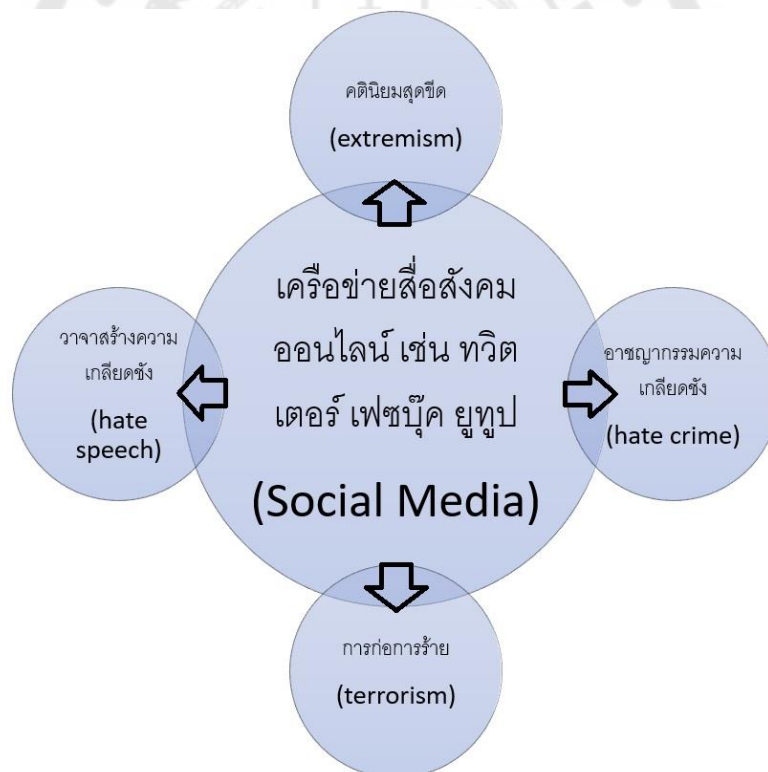 คตินิยมสุดขีด
(extremism)
เครือข่ายสื่อสังคม
ออนไลน์ เช่น ทวิต
เตอร์ เฟซบุ๊ค ยูทูป
(Social Media)
วาจาสร้างความ
เกลียดชัง
(hate
speech)
อาชญากรรมความ
เกลียดชัง
(hate crime)
การก่อการร้าย
(terrorism)